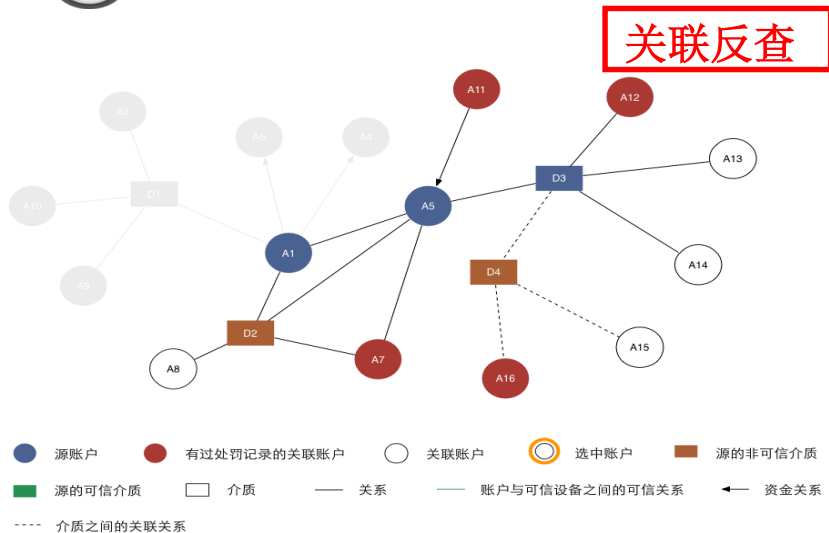 关联反查
A11
A12
A3
A6
A4
A13
D3
D1
A10
A5
A1
A14
D4
A9
D2
A15
A7
A8
A16
源账户
有过处罚记录的关联账户
关联账户
选中账户
源的非可信介质
源的可信介质
介质
关系
账户与可信设备之间的可信关系
资金关系
介质之间的关联关系